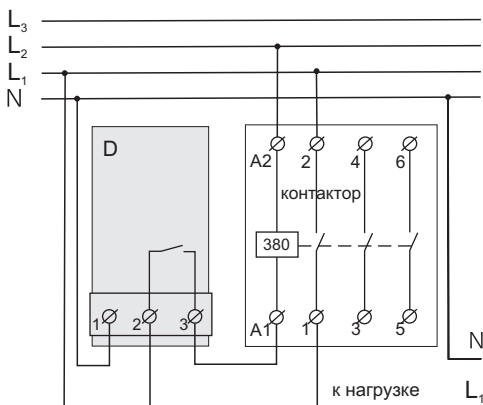 L₃
L₂
L₁
N
D
A2 2 4 6
контактор
380
1 2 3
A1 1 3 5
N
к нагрузке L₁